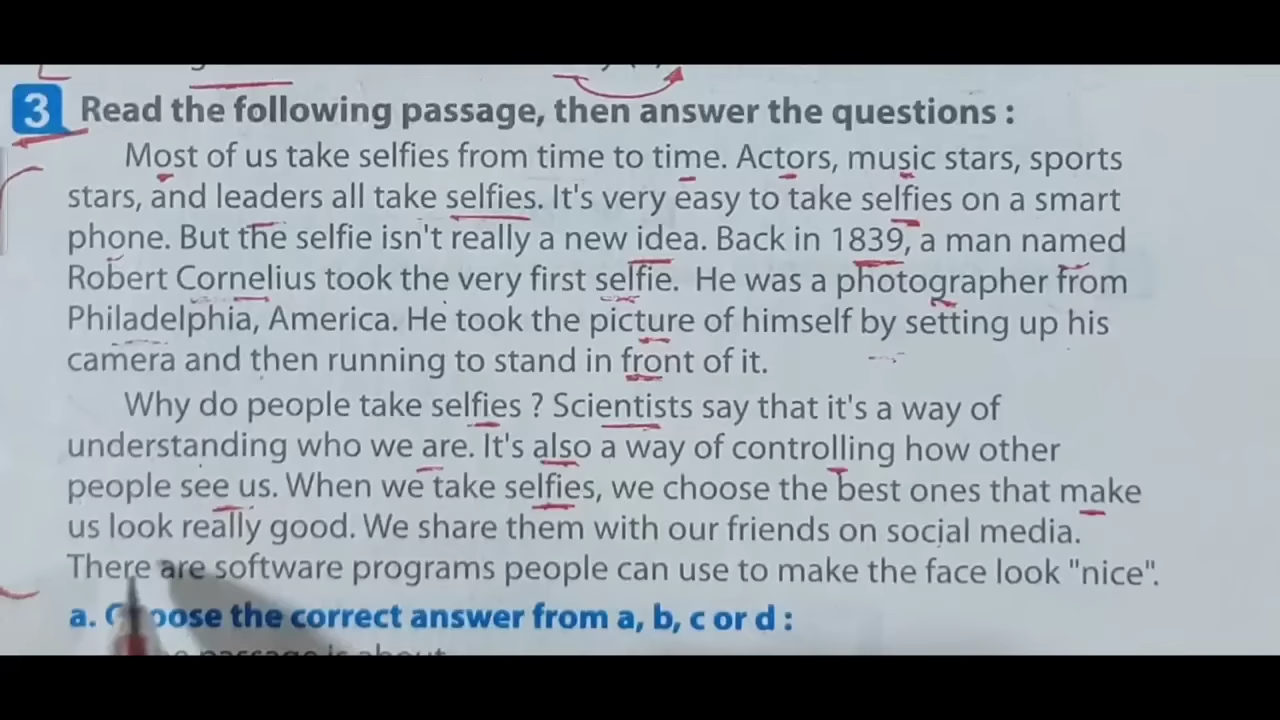 3 Read the following passage, then answer the questions :
Most of us take selfies from time to time. Actors, music stars, sports
stars, and leaders all take selfies. It's very easy to take selfies on a smart
phone. But the selfie isn't really a new idea. Back in 1839, a man named
Robert Cornelius took the very first selfie. He was a photographer from
Philadelphia, America. He took the picture of himself by setting up his
camera and then running to stand in front of it.
Why do people take selfies ? Scientists say that it's a way of
understanding who we are. It's also a way of controlling how other
people see us. When we take selfies, we choose the best ones that make
us look really good. We share them with our friends on social media.
There are software programs people can use to make the face look "nice".
a. Choose the correct answer from a, b, c or d :
passage is about